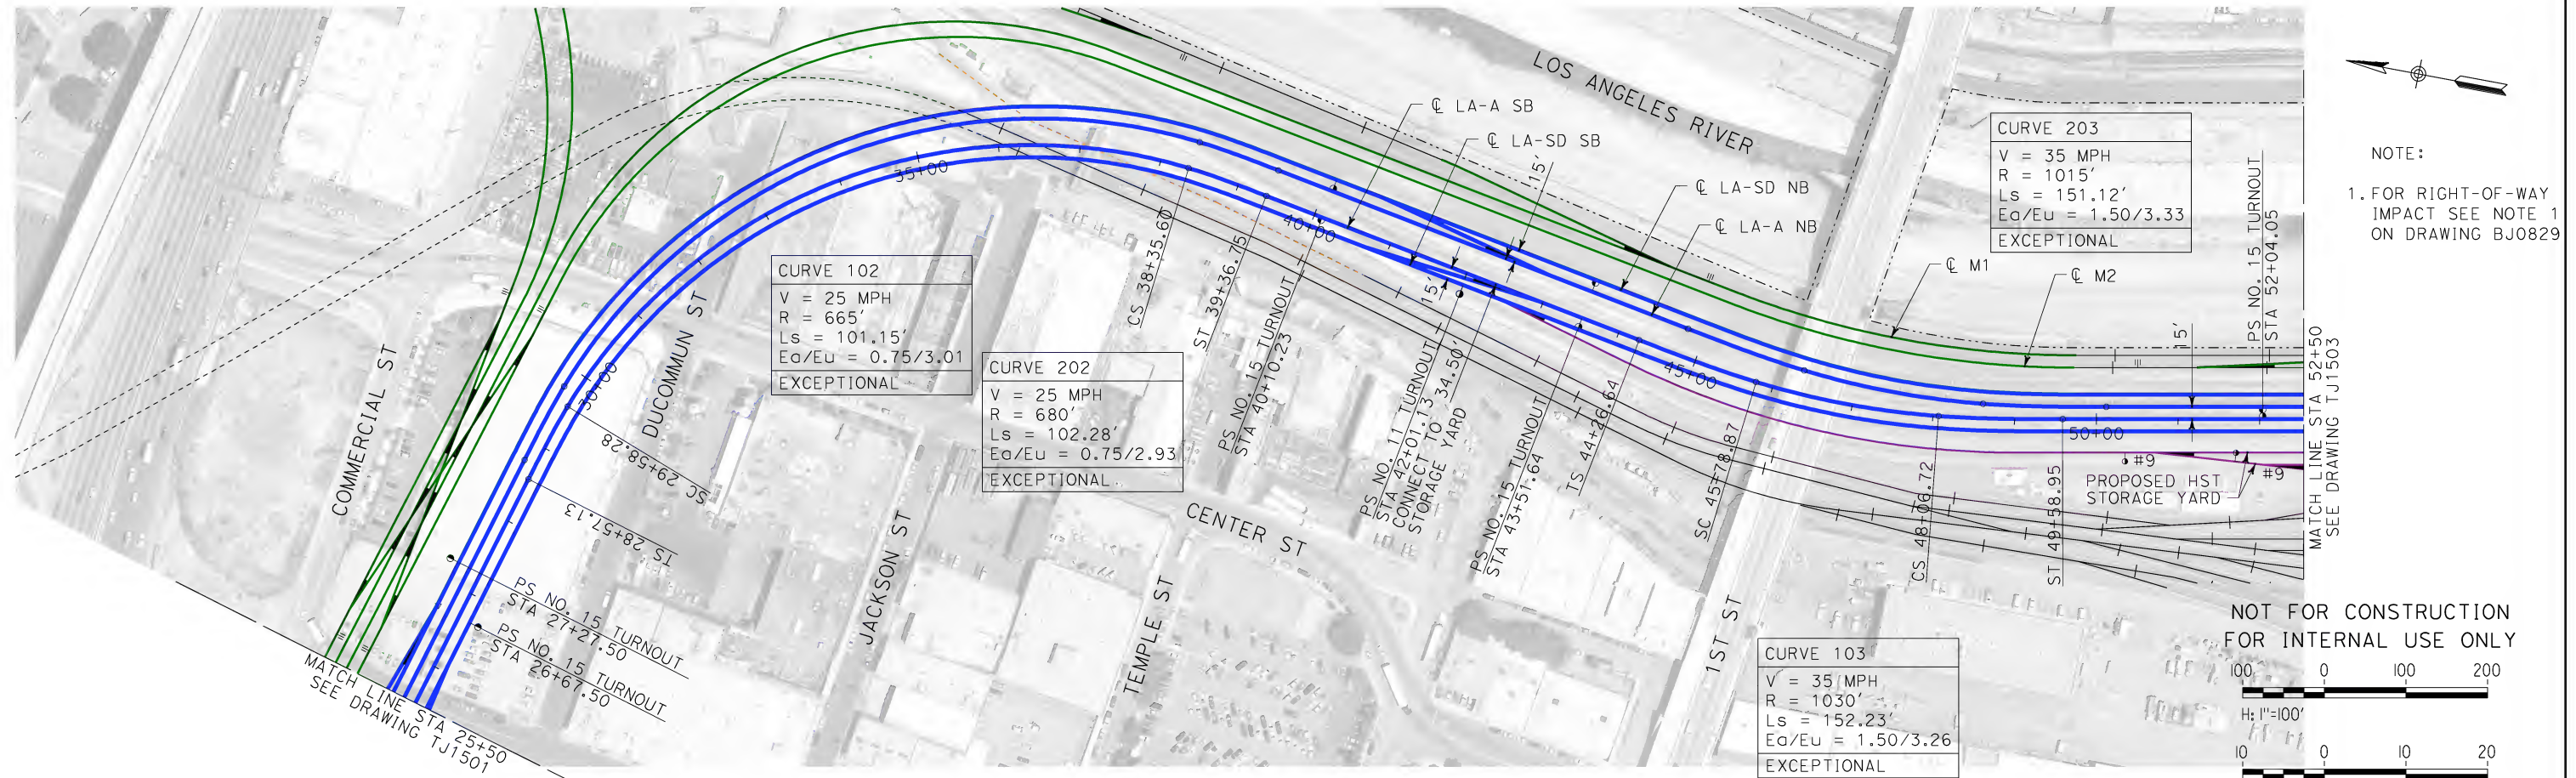 LOS ANGELES RIVER
℄ LA-A SB
℄ LA-SD SB
15'
℄ LA-SD NB
℄ LA-A NB
CURVE 203
V = 35 MPH
R = 1015'
Ls = 151.12'
Ea/Eu = 1.50/3.33
EXCEPTIONAL
NOTE:
1. FOR RIGHT-OF-WAY
IMPACT SEE NOTE 1
ON DRAWING BJ0829
℄ M1
℄ M2
PS NO. 15 TURNOUT
STA 52+04.05
15'
MATCH LINE STA 52+50
SEE DRAWING TJ1503
35+00
40+00
CURVE 102
V = 25 MPH
R = 665'
Ls = 101.15'
Ea/Eu = 0.75/3.01
EXCEPTIONAL
CURVE 202
V = 25 MPH
R = 680'
Ls = 102.28'
Ea/Eu = 0.75/2.93
EXCEPTIONAL
CS 38+35.60
ST 39+36.75
PS NO. 15 TURNOUT
STA 40+10.23
15'
PS NO. 11 TURNOUT
STA 42+01.13
CONNECT TO 34.50'
STORAGE YARD
PS NO. 15 TURNOUT
STA 43+51.64
TS 44+26.64
45+00
SC 45+78.87
CS 48+06.72
ST 49+58.95
50+00
#9
#9
PROPOSED HST
STORAGE YARD
COMMERCIAL ST
DUCOMMUN ST
30+00
SC 29+58.28
TS 28+57.13
JACKSON ST
CENTER ST
TEMPLE ST
1ST ST
PS NO. 15 TURNOUT
STA 27+27.50
PS NO. 15 TURNOUT
STA 26+67.50
MATCH LINE STA 25+50
SEE DRAWING TJ1501
CURVE 103
V = 35 MPH
R = 1030'
Ls = 152.23'
Ea/Eu = 1.50/3.26
EXCEPTIONAL
NOT FOR CONSTRUCTION
FOR INTERNAL USE ONLY
100 0 100 200
H: 1"=100'
10 0 10 20